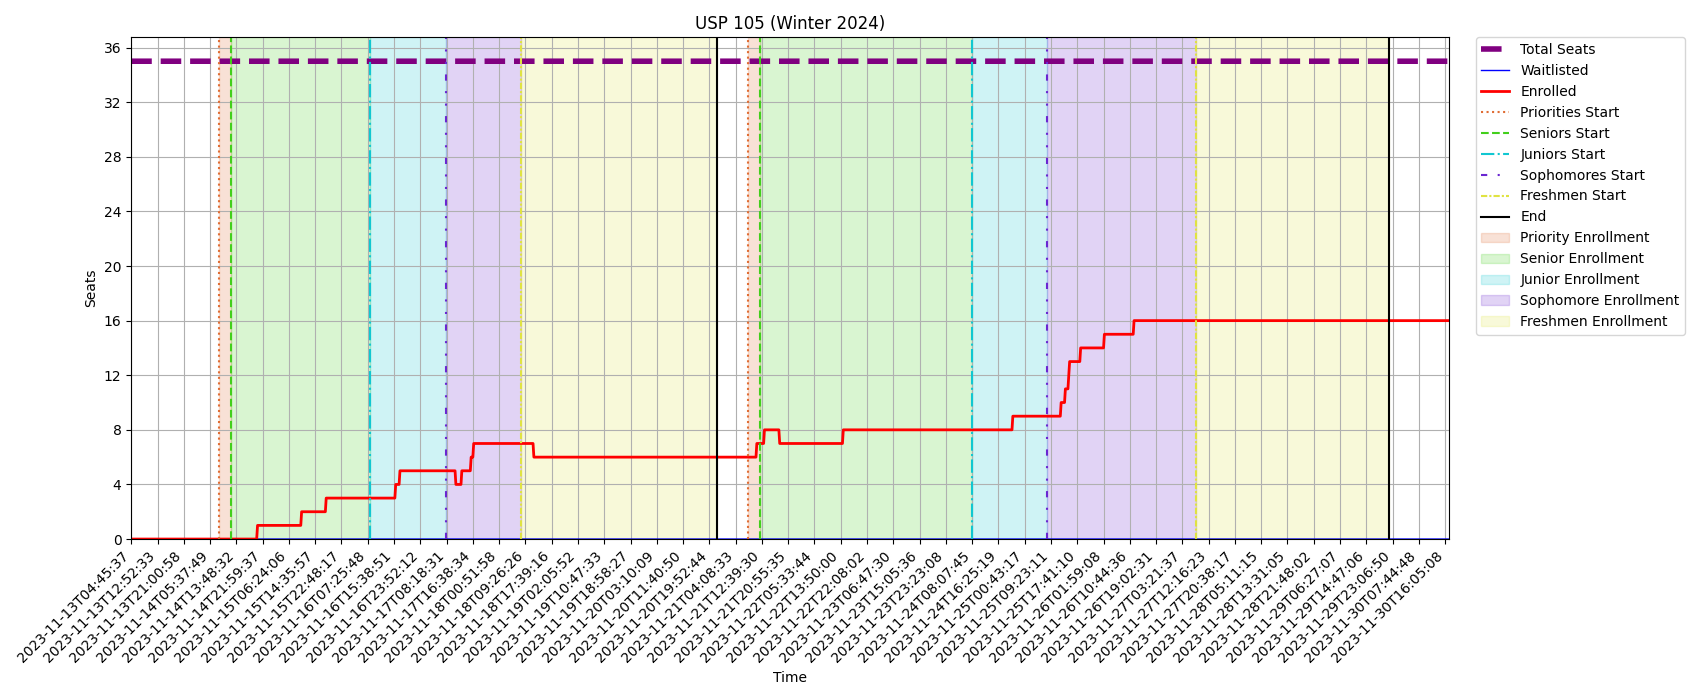 USP 105 (Winter 2024)
Seats
36
32
28
24
20
16
12
8
4
0
2023-11-13T04:45:37
2023-11-13T12:52:33
2023-11-13T21:00:58
2023-11-14T05:37:49
2023-11-14T13:48:32
2023-11-14T21:59:37
2023-11-15T06:24:06
2023-11-15T14:35:57
2023-11-15T22:48:17
2023-11-16T07:25:48
2023-11-16T15:38:51
2023-11-16T23:52:12
2023-11-17T08:18:31
2023-11-17T16:38:34
2023-11-18T00:51:58
2023-11-18T09:26:26
2023-11-18T17:39:16
2023-11-19T02:05:52
2023-11-19T10:47:33
2023-11-19T18:58:27
2023-11-20T03:10:09
2023-11-20T11:40:50
2023-11-20T19:52:44
2023-11-21T04:08:33
2023-11-21T12:39:30
2023-11-21T20:55:35
2023-11-22T05:33:44
2023-11-22T13:50:00
2023-11-22T22:08:02
2023-11-23T06:47:30
2023-11-23T15:05:36
2023-11-23T23:23:08
2023-11-24T08:07:45
2023-11-24T16:25:19
2023-11-25T00:43:17
2023-11-25T09:23:11
2023-11-25T17:41:10
2023-11-26T01:59:08
2023-11-26T10:44:36
2023-11-26T19:02:31
2023-11-27T03:21:37
2023-11-27T12:16:23
2023-11-27T20:38:17
2023-11-28T05:11:15
2023-11-28T13:31:05
2023-11-28T21:48:02
2023-11-29T06:27:07
2023-11-29T14:47:06
2023-11-29T23:06:50
2023-11-30T07:44:48
2023-11-30T16:05:08
Time
Total Seats
Waitlisted
Enrolled
Priorities Start
Seniors Start
Juniors Start
Sophomores Start
Freshmen Start
End
Priority Enrollment
Senior Enrollment
Junior Enrollment
Sophomore Enrollment
Freshmen Enrollment